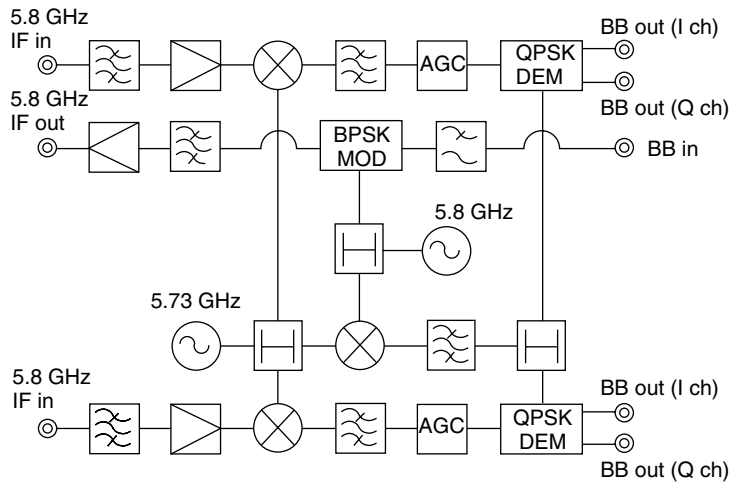 5.8 GHz
IF in
AGC
QPSK
DEM
BB out (I ch)
BB out (Q ch)
5.8 GHz
IF out
BPSK
MOD
BB in
5.8 GHz
5.73 GHz
5.8 GHz
IF in
AGC
QPSK
DEM
BB out (I ch)
BB out (Q ch)